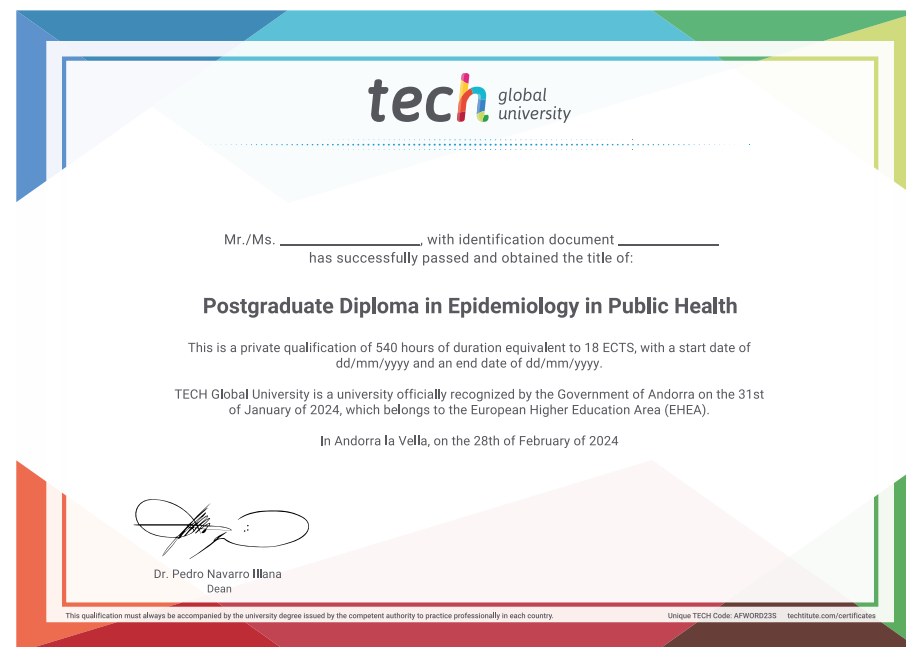 tech global
university
Mr./Ms. ____________, with identification document ____________
has successfully passed and obtained the title of:
Postgraduate Diploma in Epidemiology in Public Health
This is a private qualification of 540 hours of duration equivalent to 18 ECTS, with a start date of
dd/mm/yyyy and an end date of dd/mm/yyyy.
TECH Global University is a university officially recognized by the Government of Andorra on the 31st
of January of 2024, which belongs to the European Higher Education Area (EHEA).
In Andorra la Vella, on the 28th of February of 2024
Dr. Pedro Navarro Illana
Dean
This qualification must always be accompanied by the university degree issued by the competent authority to practice professionally in each country.
Unique TECH Code: AFWORD23S techtitute.com/certificates